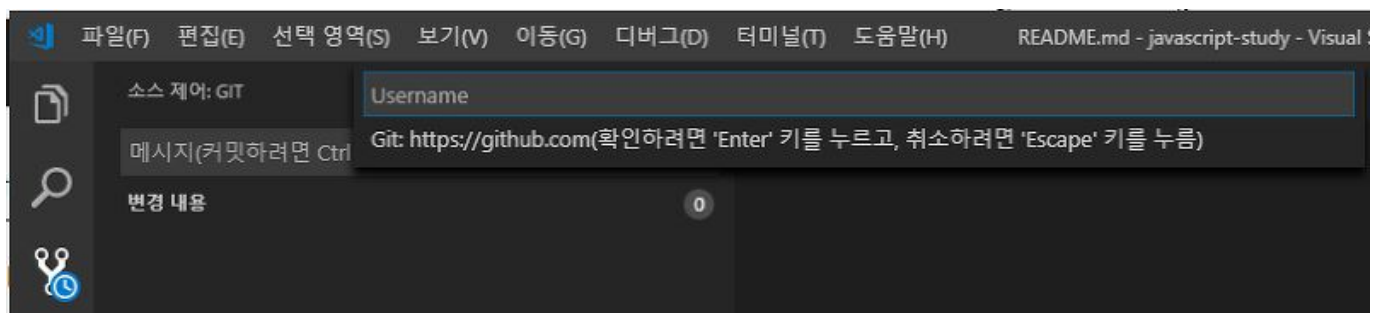 파일(F) 편집(E) 선택 영역(S) 보기(V) 이동(G) 디버그(D) 터미널(T) 도움말(H) README.md - javascript-study - Visual
소스 제어: GIT
Username
메시지(커밋하려면 Ctrl
Git: https://github.com(확인하려면 'Enter' 키를 누르고, 취소하려면 'Escape' 키를 누름)
변경 내용 0